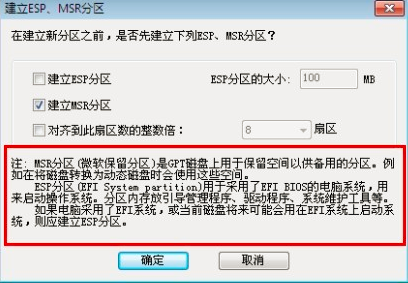 建立ESP、MSR分区
在建立新分区之前，是否先建立下列ESP、MSR分区？
建立ESP分区 ESP分区的大小: 100 MB
建立MSR分区
对齐到此扇区数的整数倍： 8 扇区
注: MSR分区(微软保留分区)是GPT磁盘上用于保留空间以供备用的分区。例
如在将磁盘转换为动态磁盘时会使用这些空间。
ESP分区(EFI System partition)用于采用了EFI BIOS的电脑系统，用
来启动操作系统。分区内存放引导管理程序、驱动程序、系统维护工具等。
如果电脑采用了EFI系统，或当前磁盘将来可能会用在EFI系统上启动系
统，则应建立ESP分区。
确定 取消